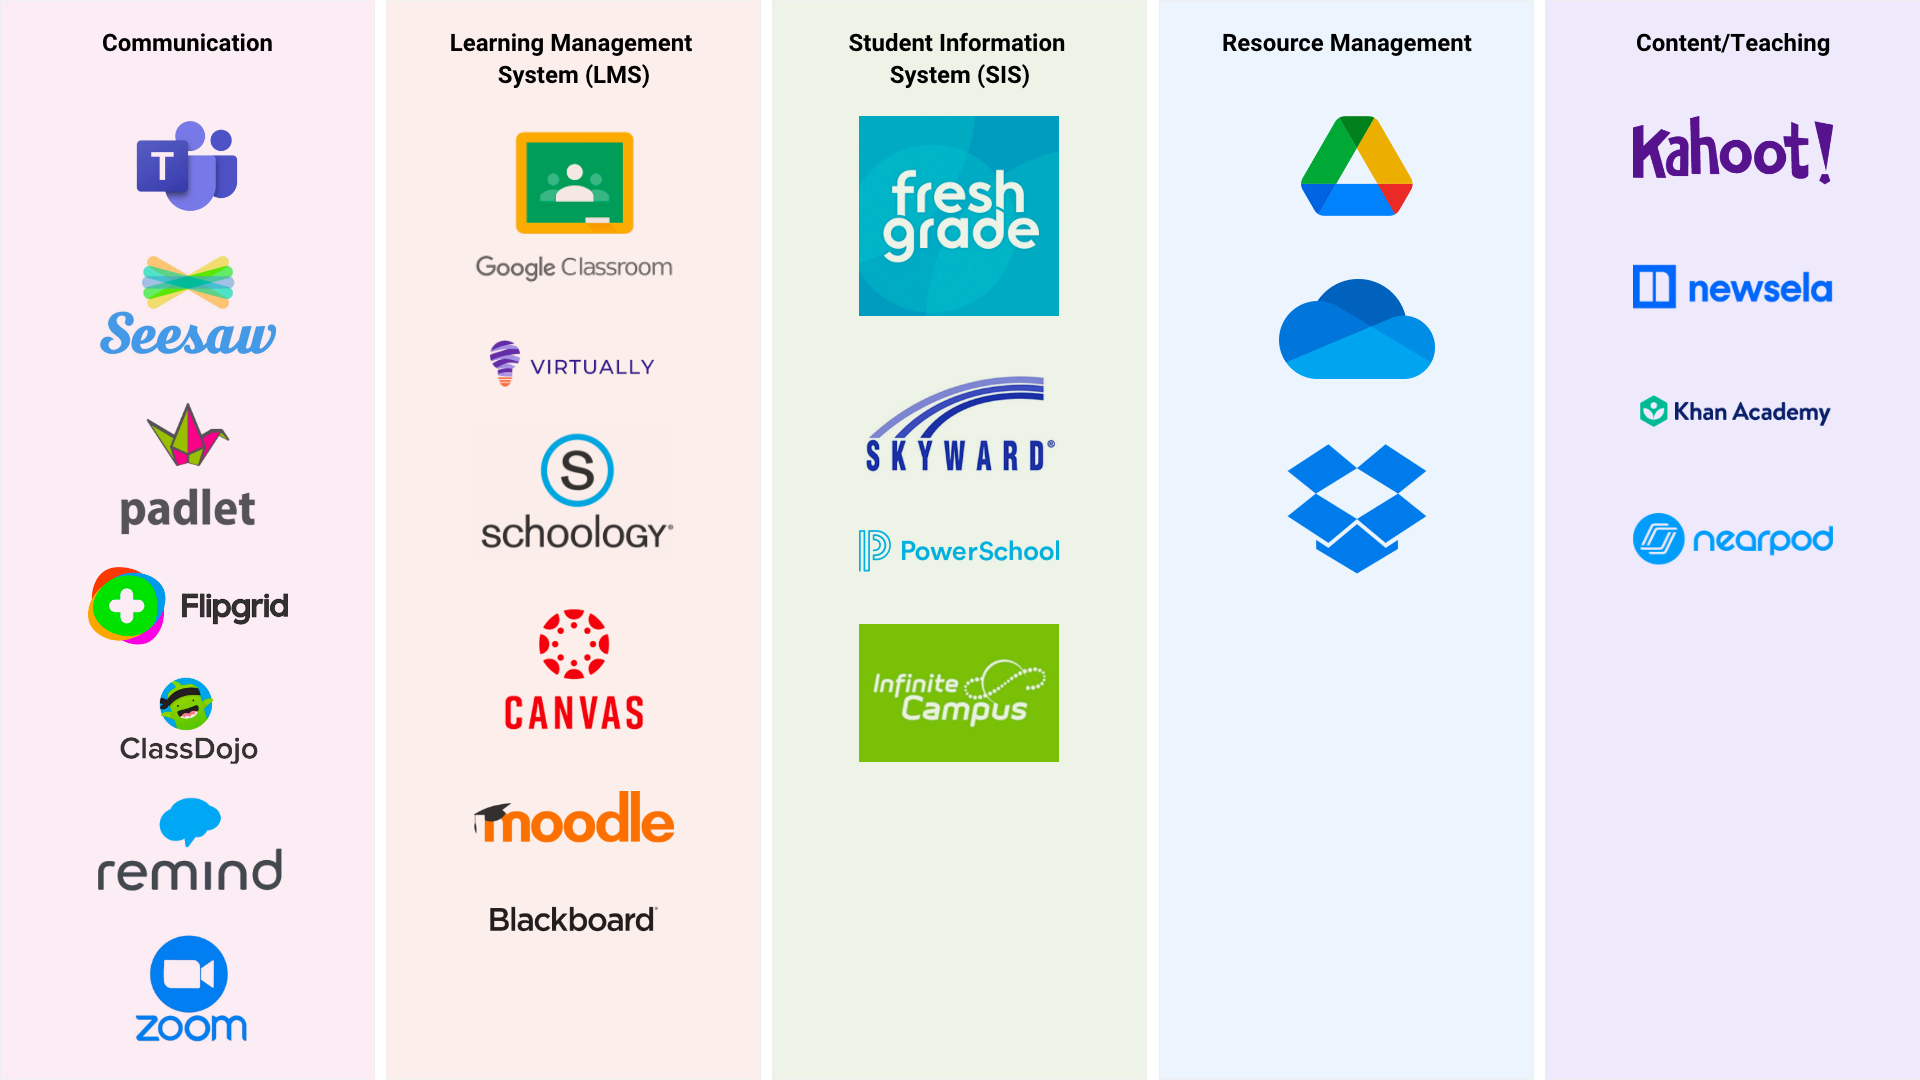 Communication
T
Seesaw
padlet
Flipgrid
ClassDojo
remind
zoom
Learning Management
System (LMS)
Google Classroom
VIRTUALLY
S
schoology®
CANVAS
moodle
Blackboard
Student Information
System (SIS)
fresh
grade
SKYWARD®
PowerSchool
Infinite
Campus
Resource Management
Content/Teaching
Kahoot!
newsela
Khan Academy
nearpod